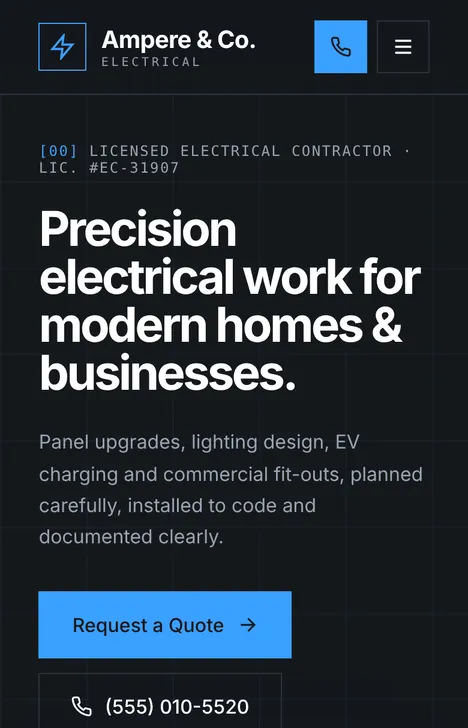 Ampere & Co.
ELECTRICAL
[00] LICENSED ELECTRICAL CONTRACTOR ·
LIC. #EC-31907
Precision
electrical work for
modern homes &
businesses.
Panel upgrades, lighting design, EV
charging and commercial fit-outs, planned
carefully, installed to code and
documented clearly.
Request a Quote →
(555) 010-5520